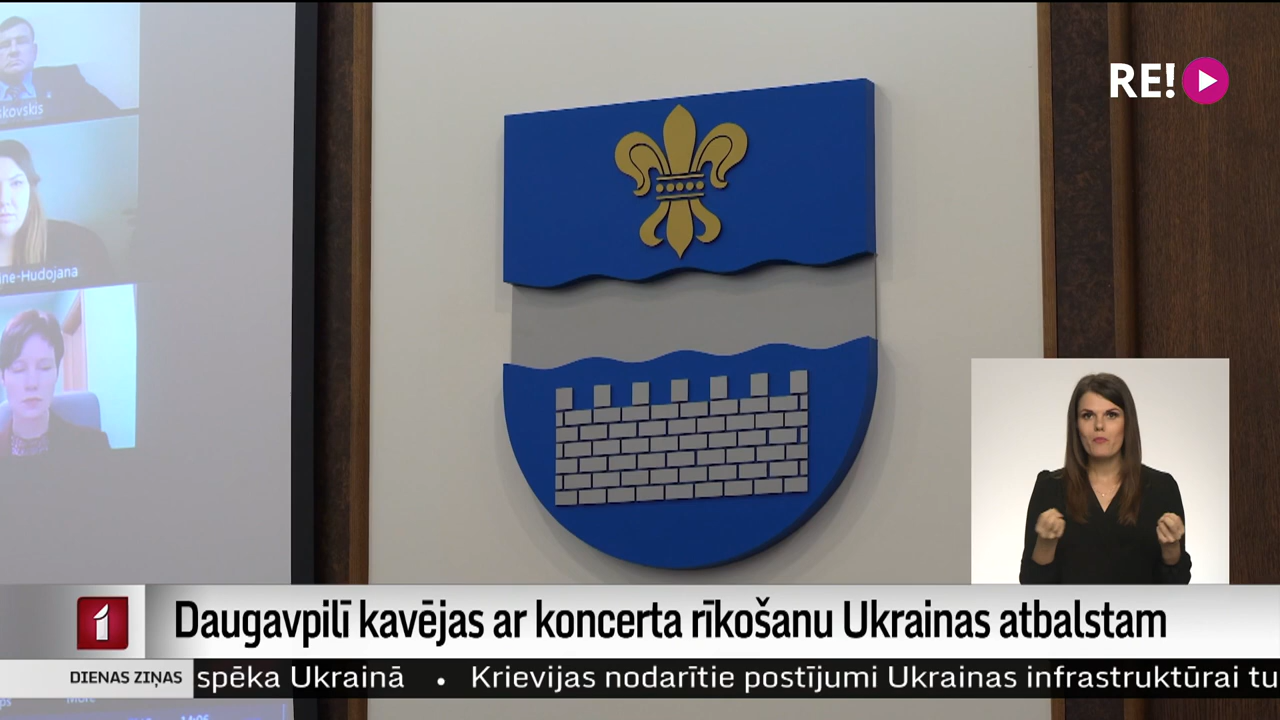 RE!
ne-Hudojana
1
Daugavpilī kavējas ar koncerta rīkošanu Ukrainas atbalstam
DIENAS ZIŅAS
spēka Ukrainā • Krievijas nodarītie postījumi Ukrainas infrastruktūrai tu